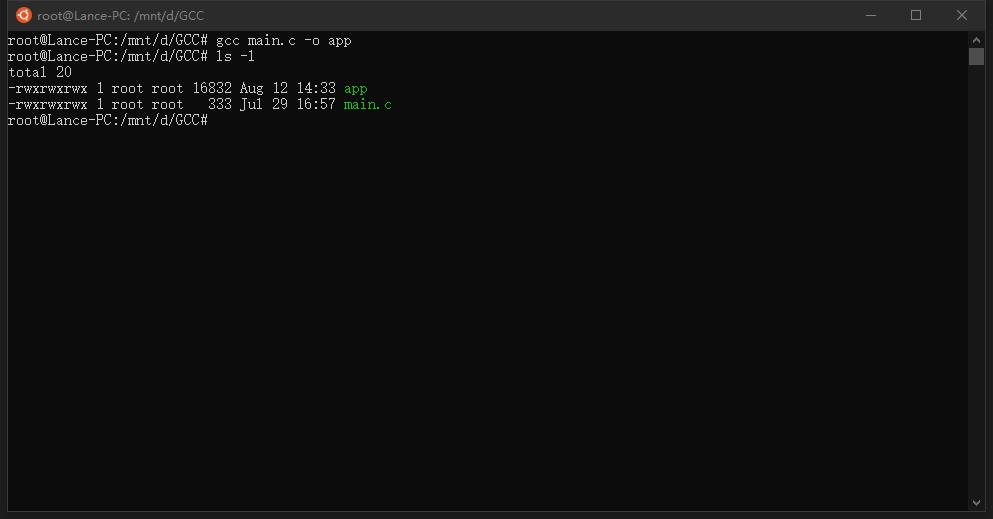 root@Lance-PC: /mnt/d/GCC
root@Lance-PC:/mnt/d/GCC# gcc main.c -o app
root@Lance-PC:/mnt/d/GCC# ls -l
total 20
-rwxrwxrwx 1 root root 16832 Aug 12 14:33 app
-rwxrwxrwx 1 root root   333 Jul 29 16:57 main.c
root@Lance-PC:/mnt/d/GCC#